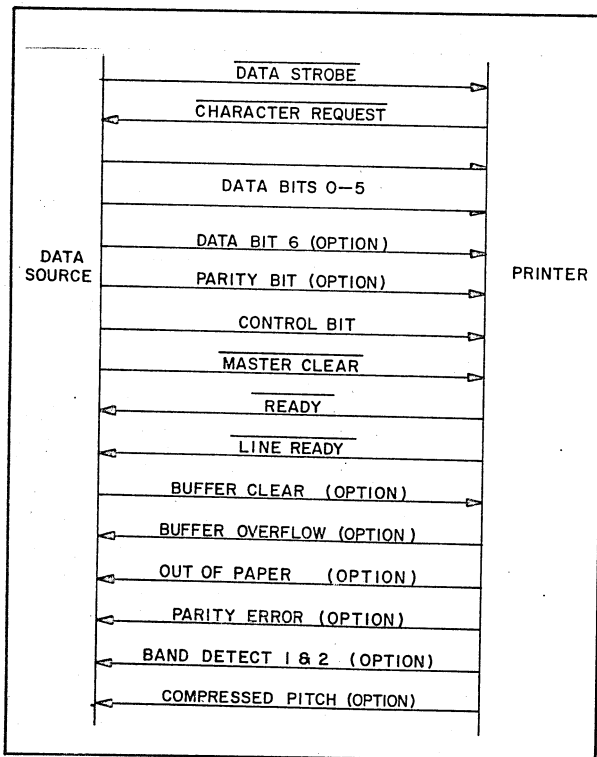 DATA STROBE
CHARACTER REQUEST
DATA BITS 0-5
DATA BIT 6 (OPTION)
DATA
SOURCE
PARITY BIT (OPTION)
PRINTER
CONTROL BIT
MASTER CLEAR
READY
LINE READY
BUFFER CLEAR (OPTION)
BUFFER OVERFLOW (OPTION)
OUT OF PAPER (OPTION)
PARITY ERROR (OPTION)
BAND DETECT 1 & 2 (OPTION)
COMPRESSED PITCH (OPTION)